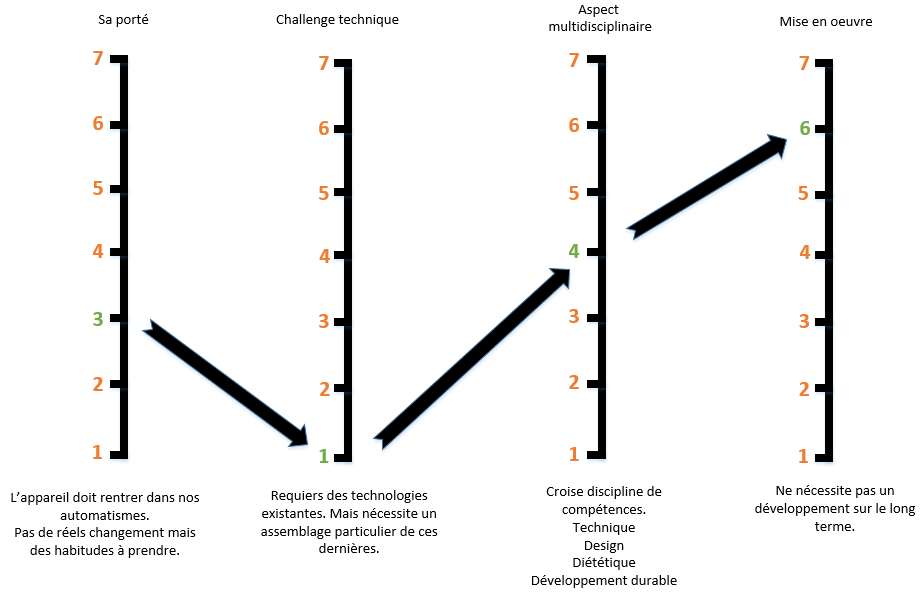 Sa porté
7
6
5
4
3
2
1
L’appareil doit rentrer dans nos
automatismes.
Pas de réels changement mais
des habitudes à prendre.
Challenge technique
7
6
5
4
3
2
1
Requiers des technologies
existantes. Mais nécessite un
assemblage particulier de ces
dernières.
Aspect
multidisciplinaire
7
6
5
4
3
2
1
Croise discipline de
compétences.
Technique
Design
Diététique
Développement durable
Mise en oeuvre
7
6
5
4
3
2
1
Ne nécessite pas un
développement sur le long
terme.